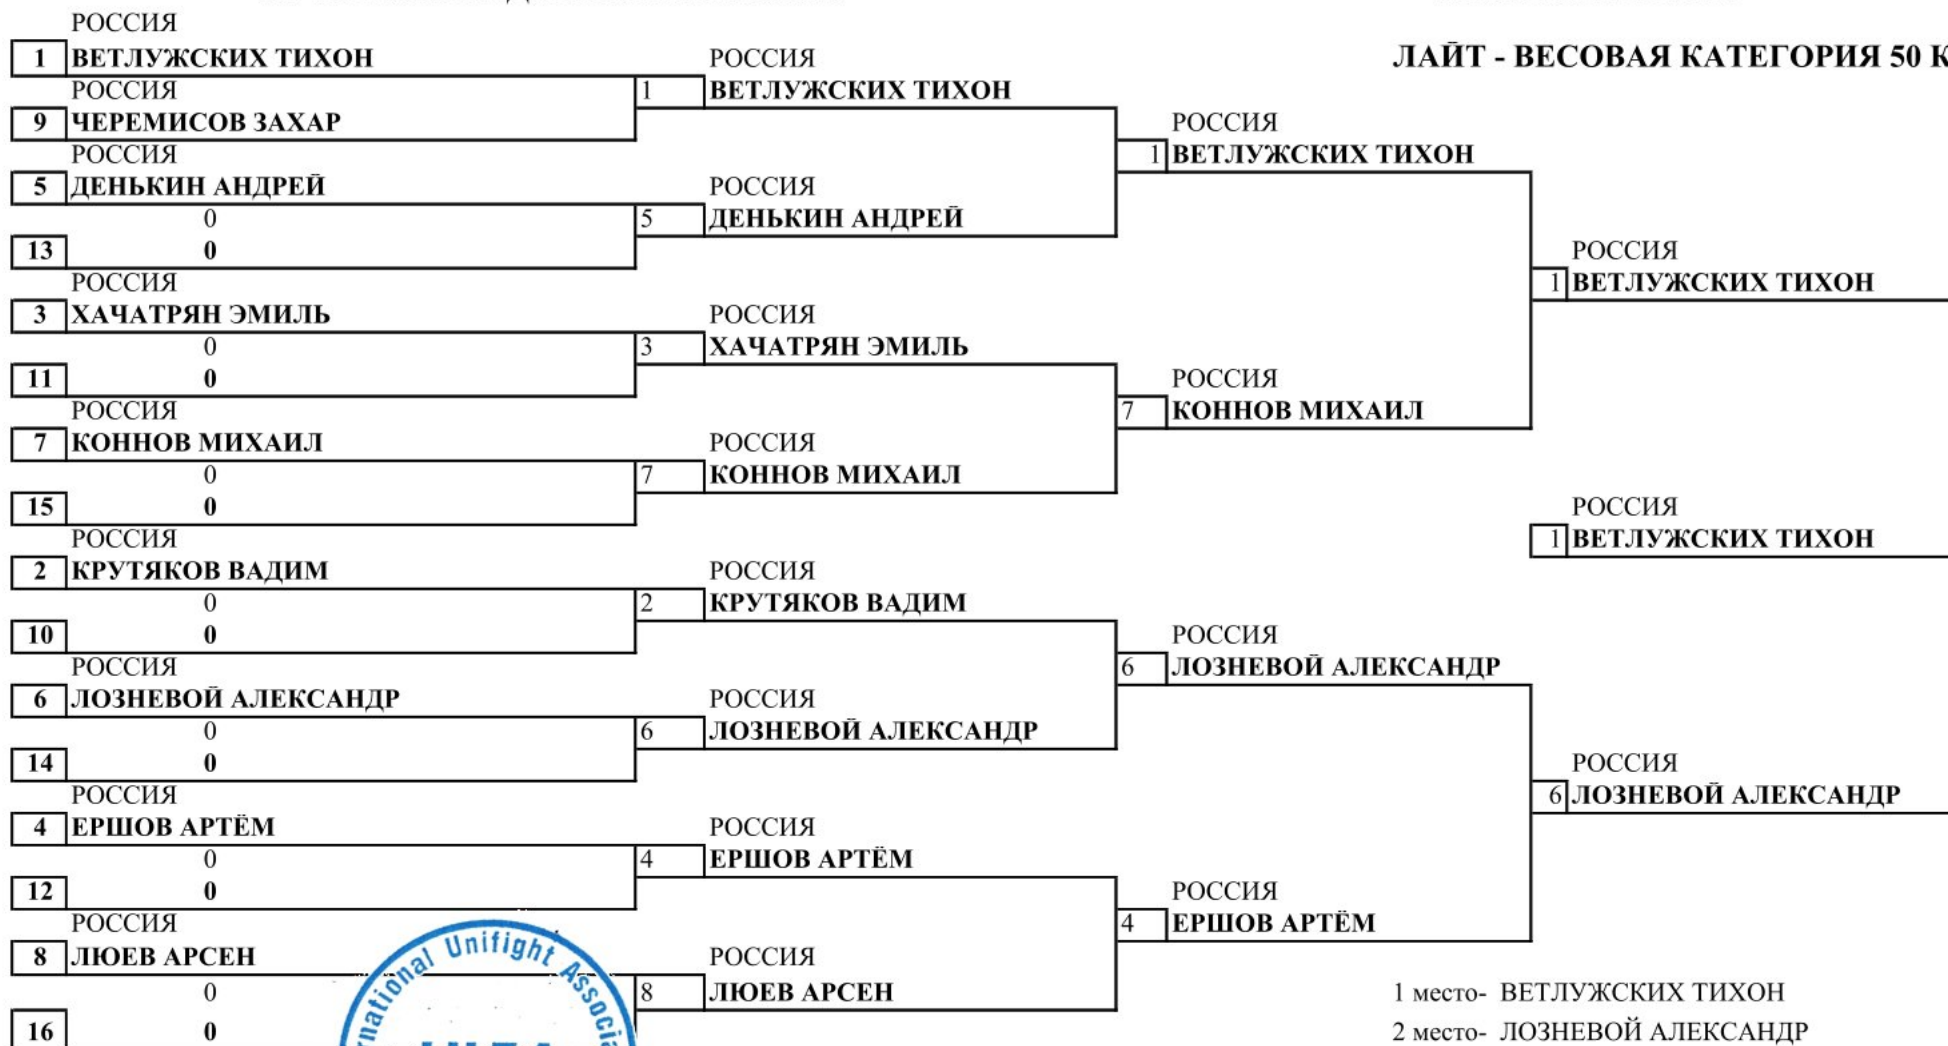 РОССИЯ
1 ВЕТЛУЖСКИХ ТИХОН
РОССИЯ
9 ЧЕРЕМИСОВ ЗАХАР
РОССИЯ
5 ДЕНЬКИН АНДРЕЙ
0
13 0
РОССИЯ
3 ХАЧАТРЯН ЭМИЛЬ
0
11 0
РОССИЯ
7 КОННОВ МИХАИЛ
0
15 0
РОССИЯ
2 КРУТЯКОВ ВАДИМ
0
10 0
РОССИЯ
6 ЛОЗНЕВОЙ АЛЕКСАНДР
0
14 0
РОССИЯ
4 ЕРШОВ АРТЁМ
0
12 0
РОССИЯ
8 ЛЮЕВ АРСЕН
0
16 0
РОССИЯ
1 ВЕТЛУЖСКИХ ТИХОН
РОССИЯ
5 ДЕНЬКИН АНДРЕЙ
РОССИЯ
3 ХАЧАТРЯН ЭМИЛЬ
РОССИЯ
7 КОННОВ МИХАИЛ
РОССИЯ
2 КРУТЯКОВ ВАДИМ
РОССИЯ
6 ЛОЗНЕВОЙ АЛЕКСАНДР
РОССИЯ
4 ЕРШОВ АРТЁМ
РОССИЯ
8 ЛЮЕВ АРСЕН
РОССИЯ
1 ВЕТЛУЖСКИХ ТИХОН
РОССИЯ
7 КОННОВ МИХАИЛ
РОССИЯ
6 ЛОЗНЕВОЙ АЛЕКСАНДР
РОССИЯ
4 ЕРШОВ АРТЁМ
ЛАЙТ - ВЕСОВАЯ КАТЕГОРИЯ 50 К
РОССИЯ
1 ВЕТЛУЖСКИХ ТИХОН
РОССИЯ
1 ВЕТЛУЖСКИХ ТИХОН
РОССИЯ
6 ЛОЗНЕВОЙ АЛЕКСАНДР
1 место- ВЕТЛУЖСКИХ ТИХОН
2 место- ЛОЗНЕВОЙ АЛЕКСАНДР
rnational Unifight Associa